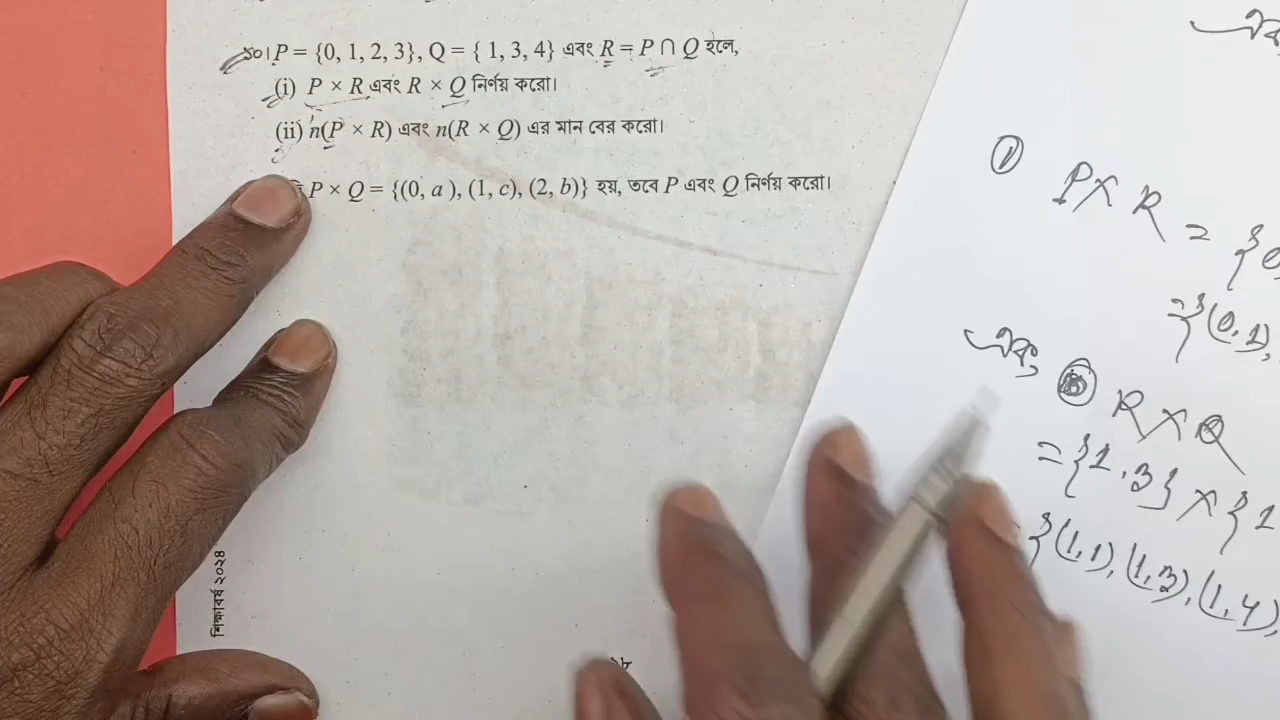 ১০। P = {0, 1, 2, 3}, Q = { 1, 3, 4} এবং R = P ∩ Q হলে,
(i) P × R এবং R × Q নির্ণয় করো।
(ii) n(P × R) এবং n(R × Q) এর মান বের করো।
P × Q = {(0, a ), (1, c), (2, b)} হয়, তবে P এবং Q নির্ণয় করো।
শিক্ষাবর্ষ ২০২৪
① P × R = {0,
= {(0, 1),
R × Q
= {1, 3} × {1
{(1, 1), (1, 3), (1, 4),